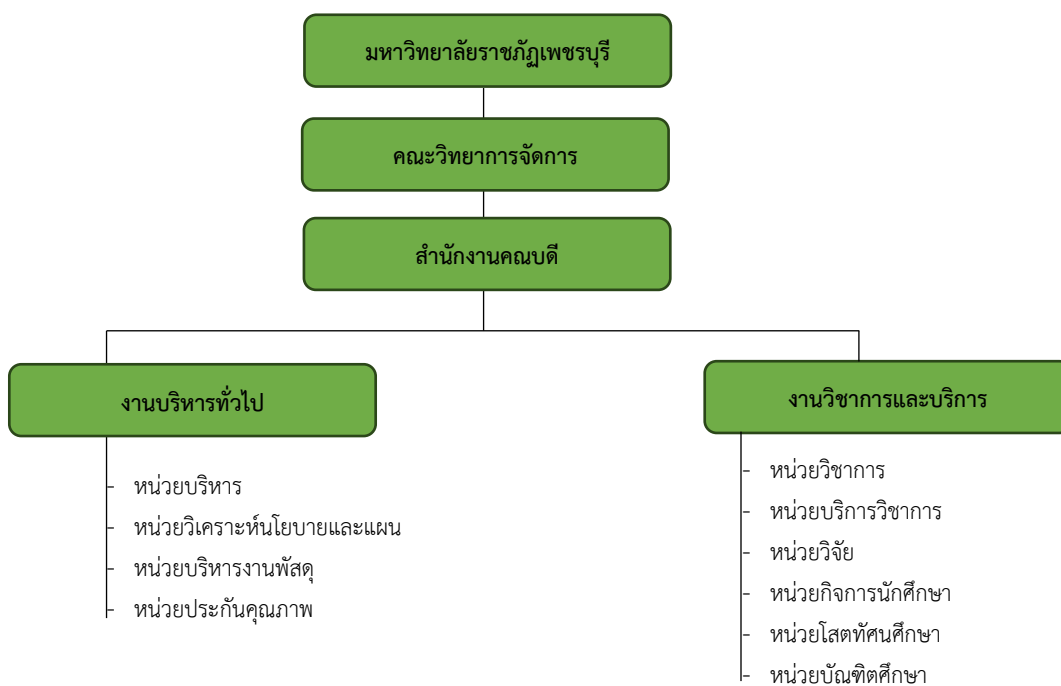 มหาวิทยาลัยราชภัฏเพชรบุรี
คณะวิทยาการจัดการ
สำนักงานคณบดี
งานบริหารทั่วไป
- หน่วยบริหาร
- หน่วยวิเคราะห์นโยบายและแผน
- หน่วยบริหารงานพัสดุ
- หน่วยประกันคุณภาพ
งานวิชาการและบริการ
- หน่วยวิชาการ
- หน่วยบริการวิชาการ
- หน่วยวิจัย
- หน่วยกิจการนักศึกษา
- หน่วยโสตทัศนศึกษา
- หน่วยบัณฑิตศึกษา